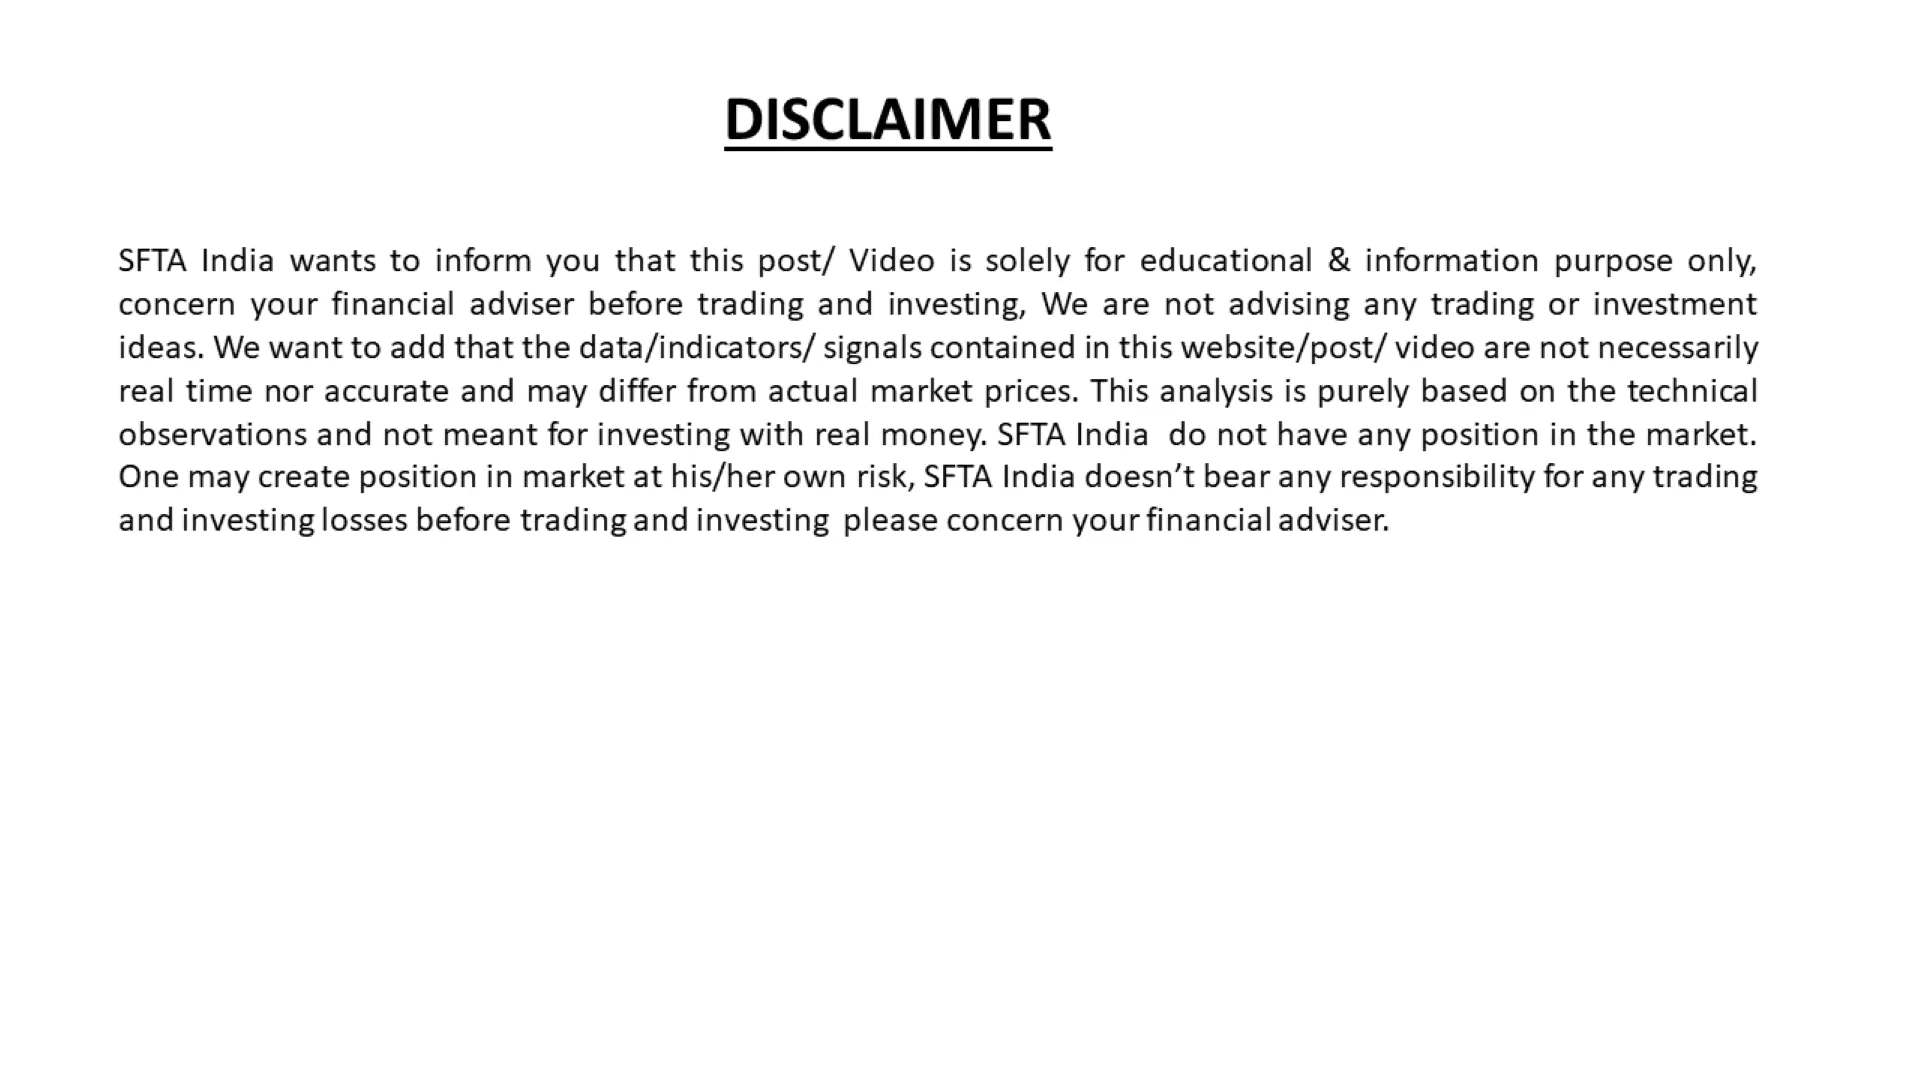 DISCLAIMER
SFTA India wants to inform you that this post/ Video is solely for educational & information purpose only,
concern your financial adviser before trading and investing, We are not advising any trading or investment
ideas. We want to add that the data/indicators/ signals contained in this website/post/ video are not necessarily
real time nor accurate and may differ from actual market prices. This analysis is purely based on the technical
observations and not meant for investing with real money. SFTA India  do not have any position in the market.
One may create position in market at his/her own risk, SFTA India doesn’t bear any responsibility for any trading
and investing losses before trading and investing  please concern your financial adviser.